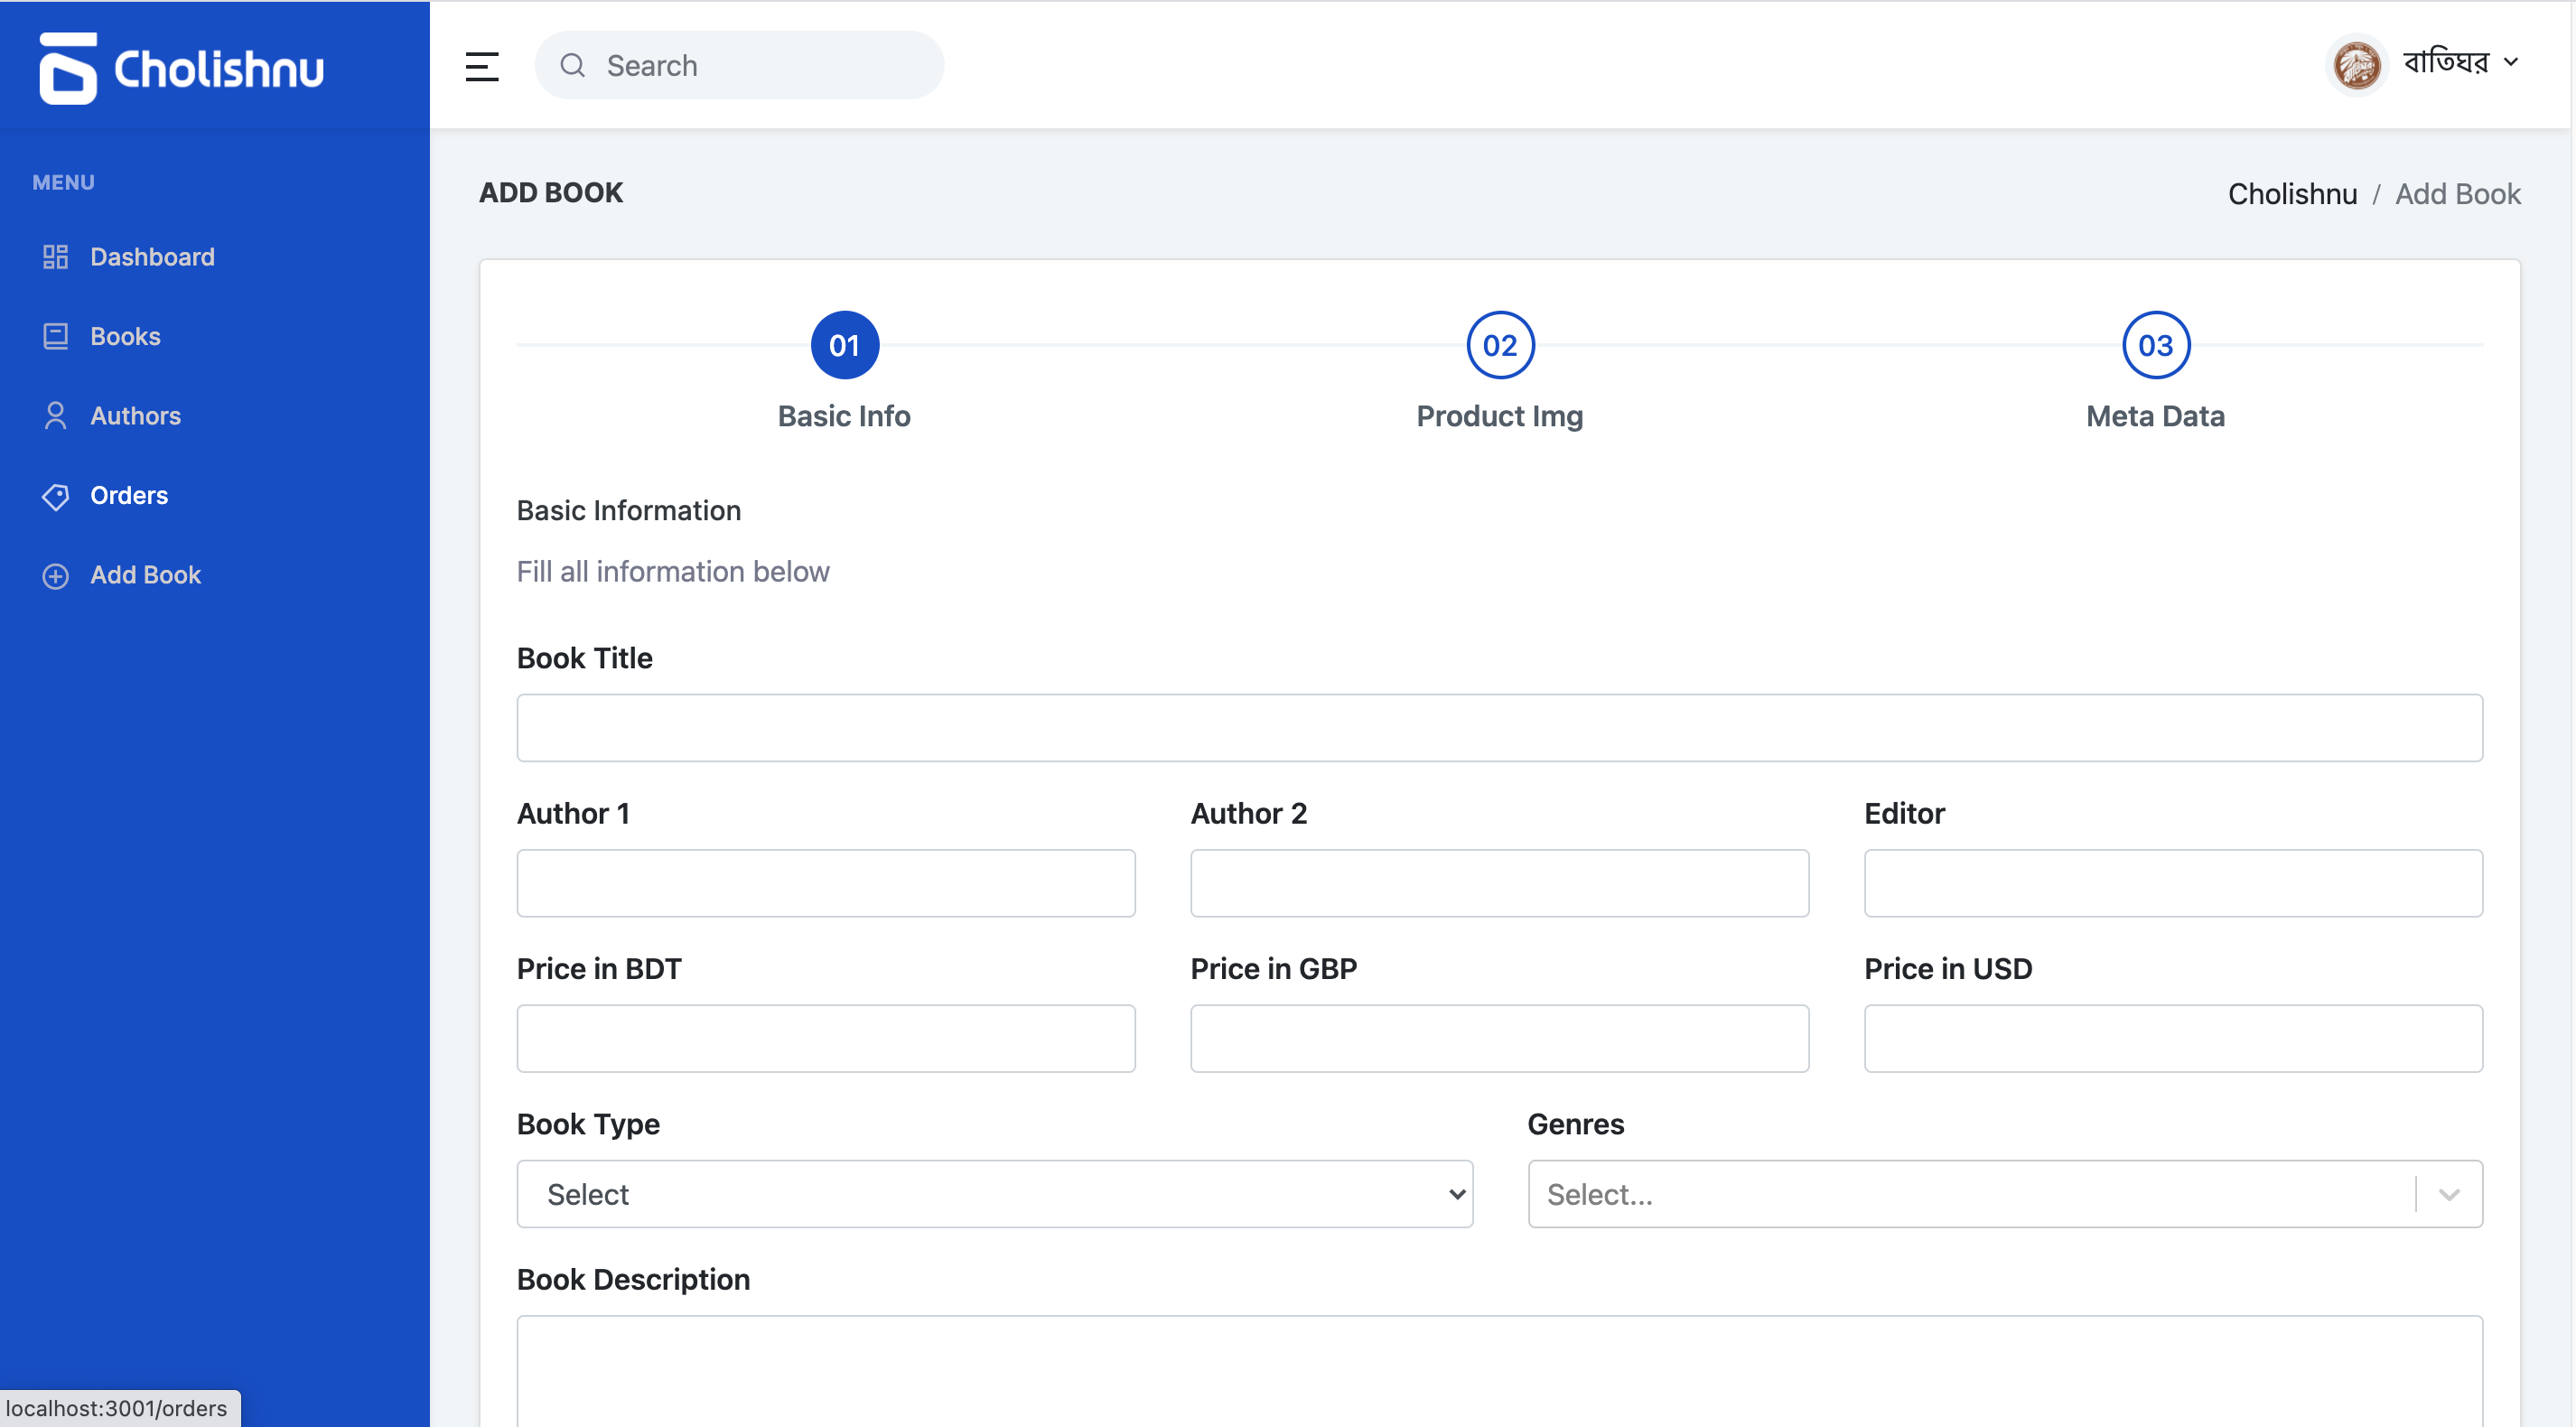 Cholishnu
Search
বাতিঘর
MENU
Dashboard
Books
Authors
Orders
Add Book
ADD BOOK
Cholishnu / Add Book
01
Basic Info
02
Product Img
03
Meta Data
Basic Information
Fill all information below
Book Title
Author 1
Author 2
Editor
Price in BDT
Price in GBP
Price in USD
Book Type
Select
Genres
Select...
Book Description
localhost:3001/orders